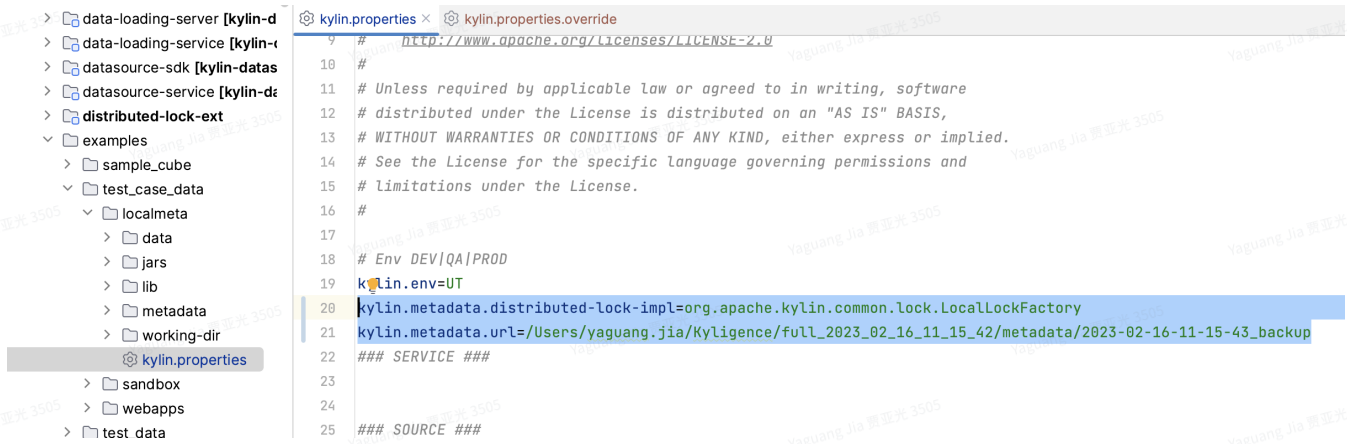 data-loading-server [kylin-d
data-loading-service [kylin-c
datasource-sdk [kylin-datas
datasource-service [kylin-da
distributed-lock-ext
examples
sample_cube
test_case_data
localmeta
data
jars
lib
metadata
working-dir
kylin.properties
sandbox
webapps
test_data
kylin.properties
kylin.properties.override
9 # http://www.apache.org/licenses/LICENSE-2.0
10 #
11 # Unless required by applicable law or agreed to in writing, software
12 # distributed under the License is distributed on an "AS IS" BASIS,
13 # WITHOUT WARRANTIES OR CONDITIONS OF ANY KIND, either express or implied.
14 # See the License for the specific language governing permissions and
15 # limitations under the License.
16 #
17
18 # Env DEV|QA|PROD
19 kylin.env=UT
20 kylin.metadata.distributed-lock-impl=org.apache.kylin.common.lock.LocalLockFactory
21 kylin.metadata.url=/Users/yaguang.jia/Kyligence/full_2023_02_16_11_15_42/metadata/2023-02-16-11-15-43_backup
22 ### SERVICE ###
23
24
25 ### SOURCE ###
Yaguang Jia 贾亚光 3505